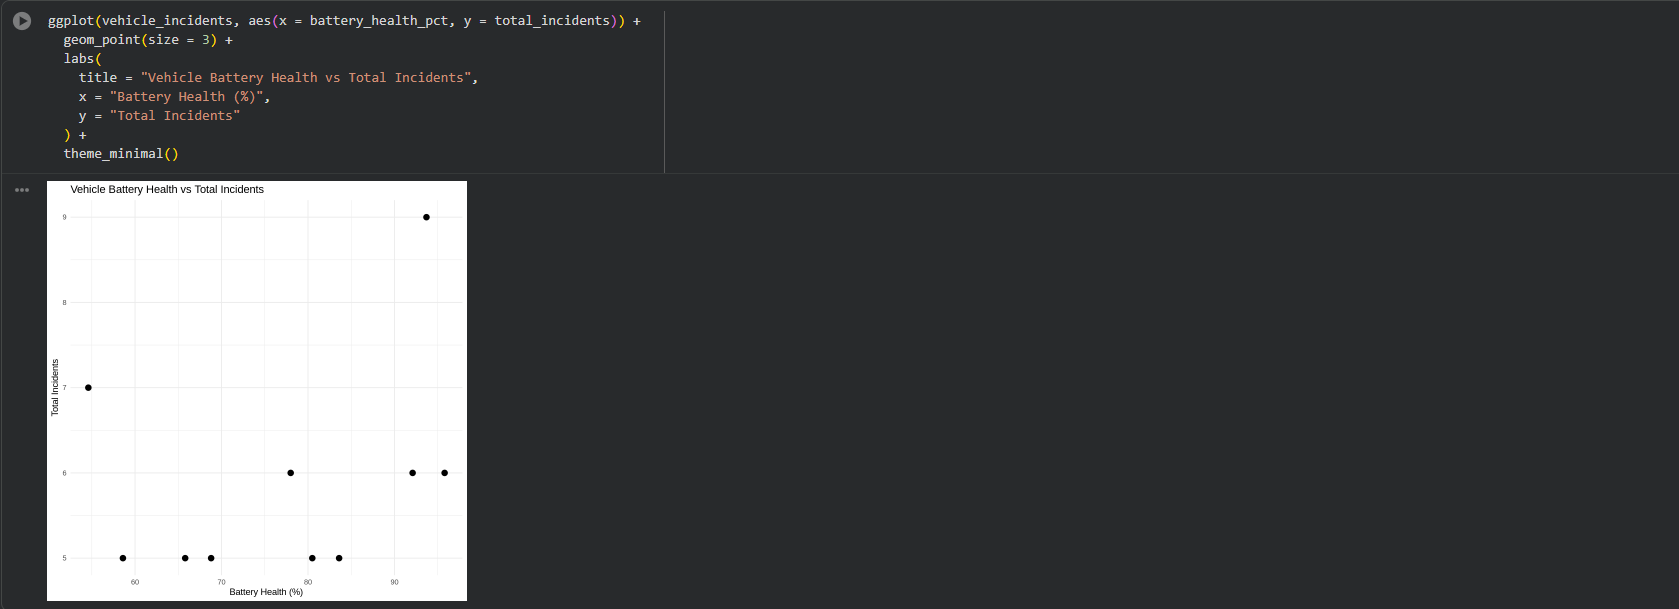 ggplot(vehicle_incidents, aes(x = battery_health_pct, y = total_incidents)) +
  geom_point(size = 3) +
  labs(
    title = "Vehicle Battery Health vs Total Incidents",
    x = "Battery Health (%)",
    y = "Total Incidents"
  ) +
  theme_minimal()
Vehicle Battery Health vs Total Incidents
9
8
7
6
5
Total Incidents
60 70 80 90
Battery Health (%)